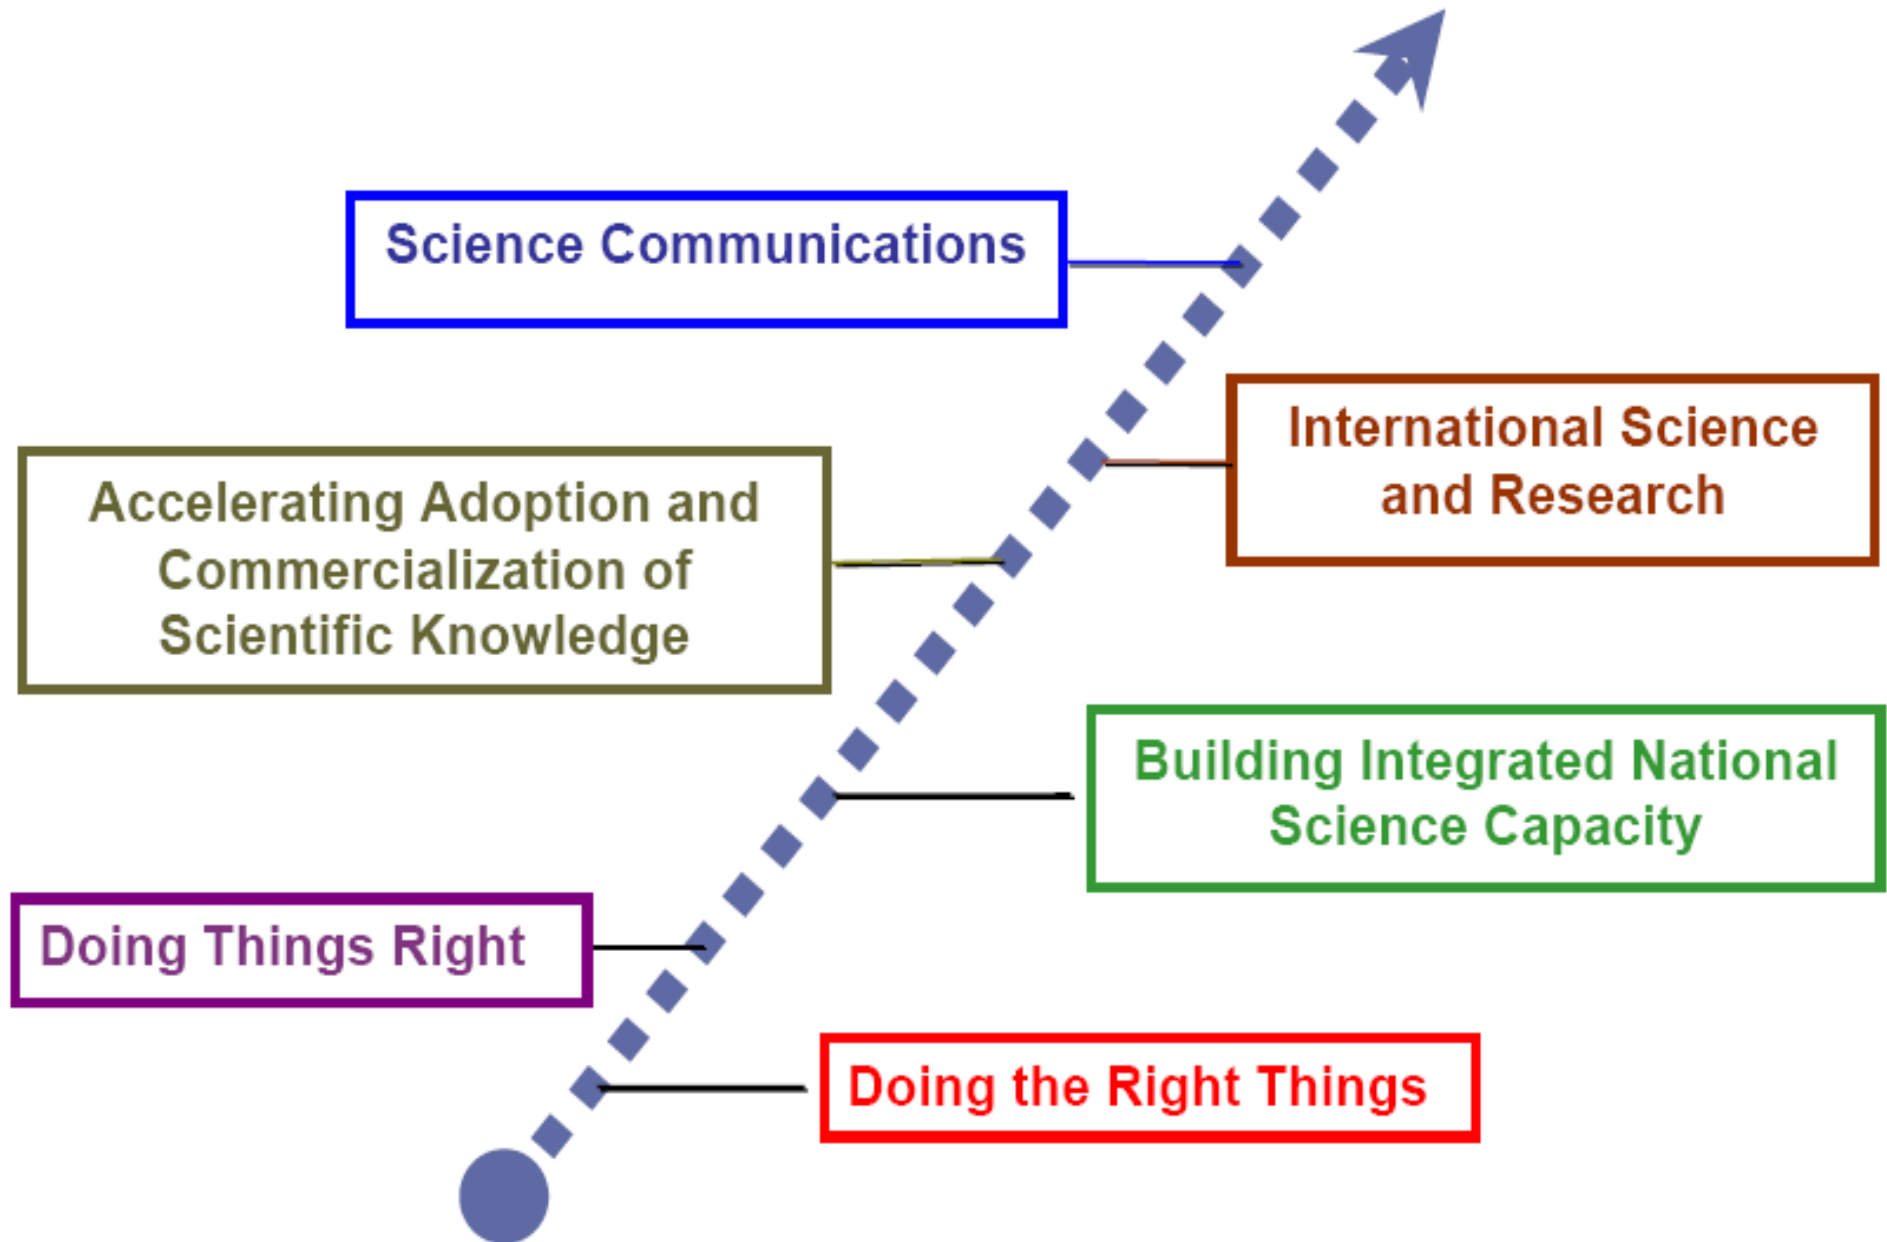 Science Communications
International Science
and Research
Accelerating Adoption and
Commercialization of
Scientific Knowledge
Building Integrated National
Science Capacity
Doing Things Right
Doing the Right Things